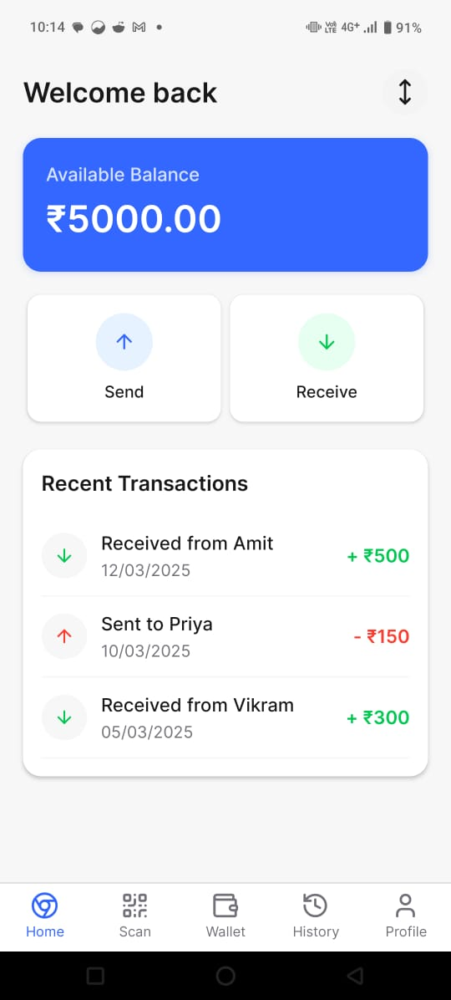 10:14 VoLTE 4G+ 91%
Welcome back
Available Balance
₹5000.00
Send
Receive
Recent Transactions
Received from Amit
12/03/2025
+ ₹500
Sent to Priya
10/03/2025
- ₹150
Received from Vikram
05/03/2025
+ ₹300
Home
Scan
Wallet
History
Profile